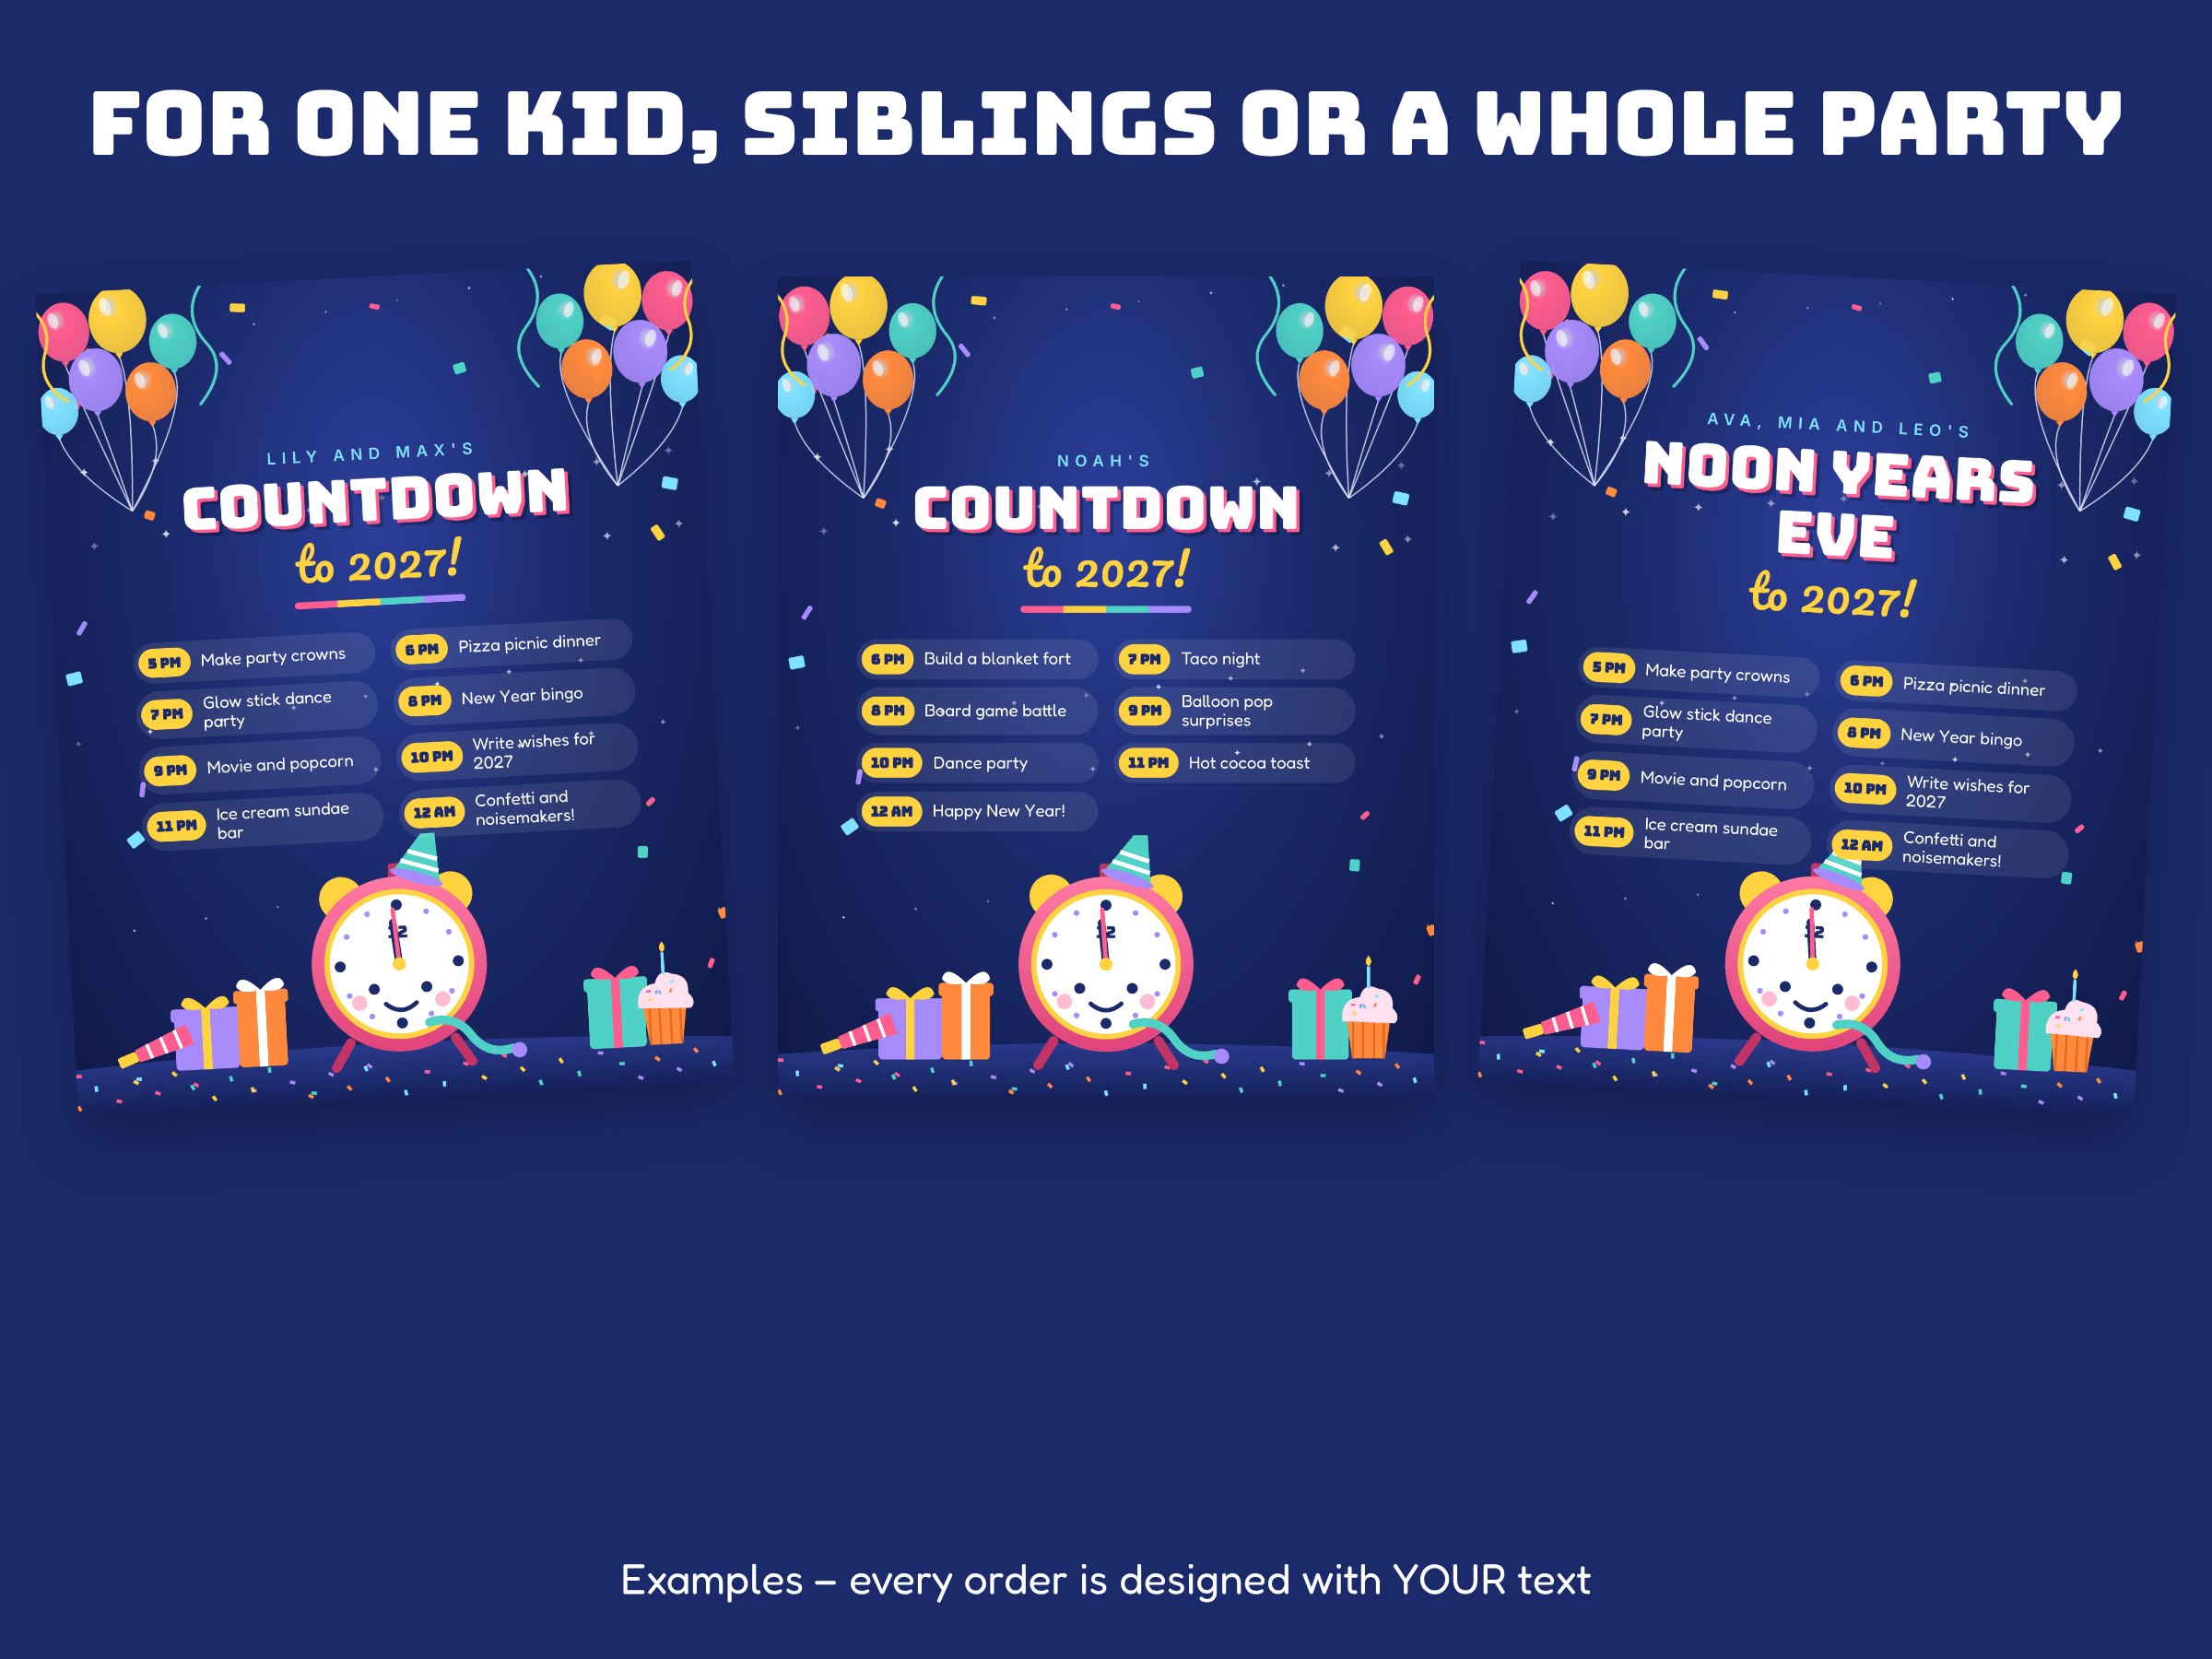 FOR ONE KID, SIBLINGS OR A WHOLE PARTY
LILY AND MAX'S
COUNTDOWN
to 2027!
5 PM Make party crowns
6 PM Pizza picnic dinner
7 PM Glow stick dance
party
8 PM New Year bingo
9 PM Movie and popcorn
10 PM Write wishes for
2027
11 PM Ice cream sundae
bar
12 AM Confetti and
noisemakers!
12
NOAH'S
COUNTDOWN
to 2027!
6 PM Build a blanket fort
7 PM Taco night
8 PM Board game battle
9 PM Balloon pop
surprises
10 PM Dance party
11 PM Hot cocoa toast
12 AM Happy New Year!
12
AVA, MIA AND LEO'S
NOON YEARS
EVE
to 2027!
5 PM Make party crowns
6 PM Pizza picnic dinner
7 PM Glow stick dance
party
8 PM New Year bingo
9 PM Movie and popcorn
10 PM Write wishes for
2027
11 PM Ice cream sundae
bar
12 AM Confetti and
noisemakers!
12
Examples – every order is designed with YOUR text